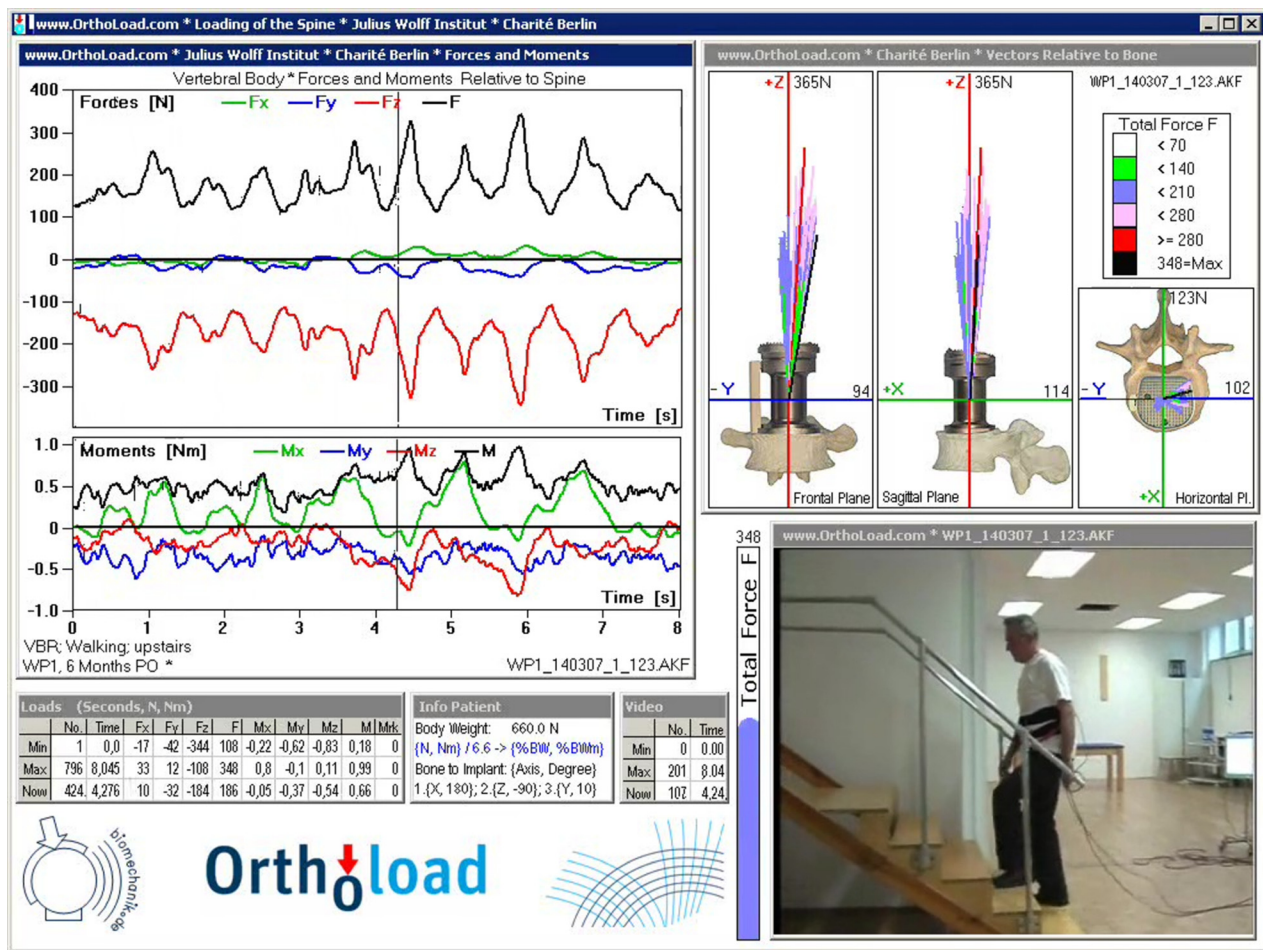 www.OrthoLoad.com * Loading of the Spine * Julius Wolff Institut * Charité Berlin
www.OrthoLoad.com * Julius Wolff Institut * Charité Berlin * Forces and Moments
Vertebral Body * Forces and Moments Relative to Spine
Forces [N] Fx Fy Fz F
400
300
200
100
0
-100
-200
-300
Time [s]
Moments [Nm] Mx My Mz M
1.0
0.5
0
-0.5
-1.0
Time [s]
0 1 2 3 4 5 6 7 8
VBR; Walking; upstairs
WP1, 6 Months PO * WP1_140307_1_123.AKF
www.OrthoLoad.com * Charité Berlin * Vectors Relative to Bone
+Z 365N
-Y 94
Frontal Plane
+Z 365N
+X 114
Sagittal Plane
WP1_140307_1_123.AKF
Total Force F
< 70
< 140
< 210
< 280
>= 280
348=Max
123N
-Y 102
+X Horizontal Pl.
Loads (Seconds, N, Nm)
No. Time Fx Fy Fz F Mx My Mz M Mrk
Min 1 0,0 -17 -42 -344 108 -0,22 -0,62 -0,83 0,18 0
Max 796 8,045 33 12 -108 348 0,8 -0,1 0,11 0,99 0
Now 424. 4,276 10 -32 -184 186 -0,05 -0,37 -0,54 0,66 0
Info Patient
Body Weight: 660.0 N
{N, Nm} / 6.6 -> {%BW, %BWm}
Bone to Implant: {Axis, Degree}
1.{X, 180}; 2.{Z, -90}; 3.{Y, 10}
Video
No. Time
Min 0 0.00
Max 201 8.04
Now 107 4,24
348
Total Force F
www.OrthoLoad.com * WP1_140307_1_123.AKF
biomechanik.de
Orthoload